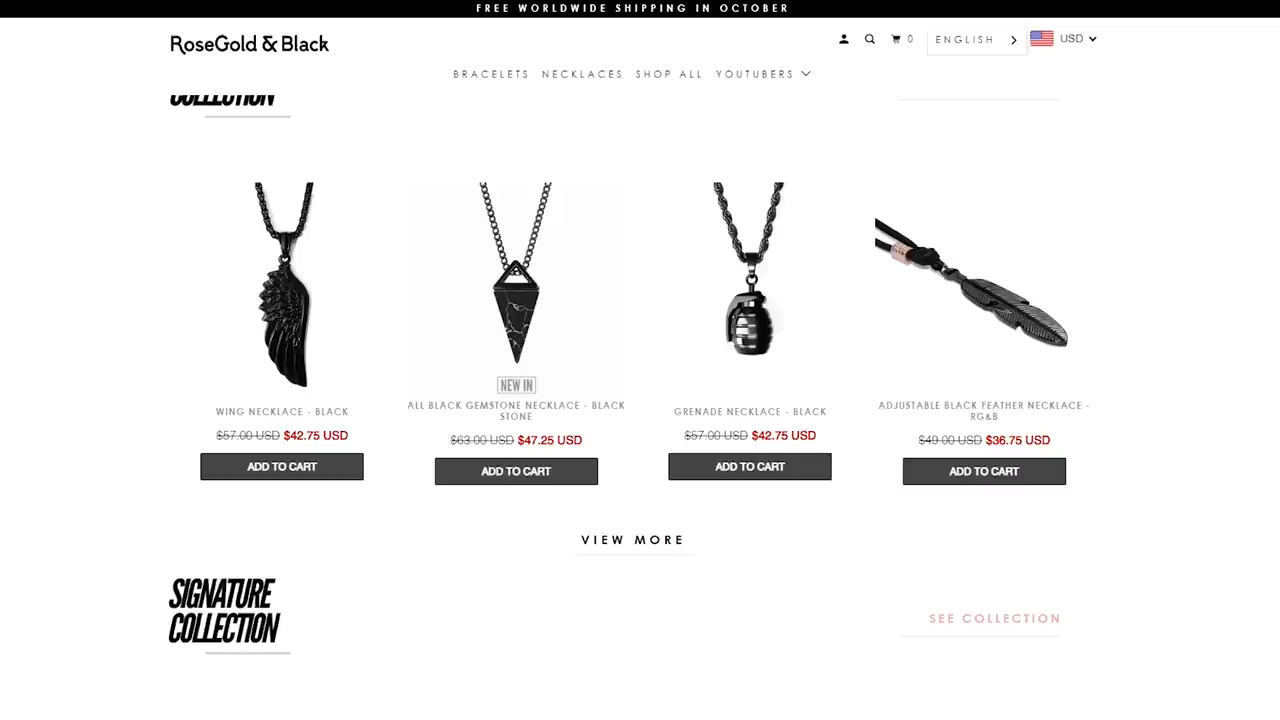 FREE WORLDWIDE SHIPPING IN OCTOBER
RoseGold & Black
0
ENGLISH
USD
BRACELETS NECKLACES SHOP ALL YOUTUBERS
COLLECTION
NEW IN
WING NECKLACE - BLACK
$57.00 USD $42.75 USD
ADD TO CART
ALL BLACK GEMSTONE NECKLACE - BLACK
STONE
$63.00 USD $47.25 USD
ADD TO CART
GRENADE NECKLACE - BLACK
$57.00 USD $42.75 USD
ADD TO CART
ADJUSTABLE BLACK FEATHER NECKLACE -
RG&B
$49.00 USD $36.75 USD
ADD TO CART
VIEW MORE
SIGNATURE
COLLECTION
SEE COLLECTION